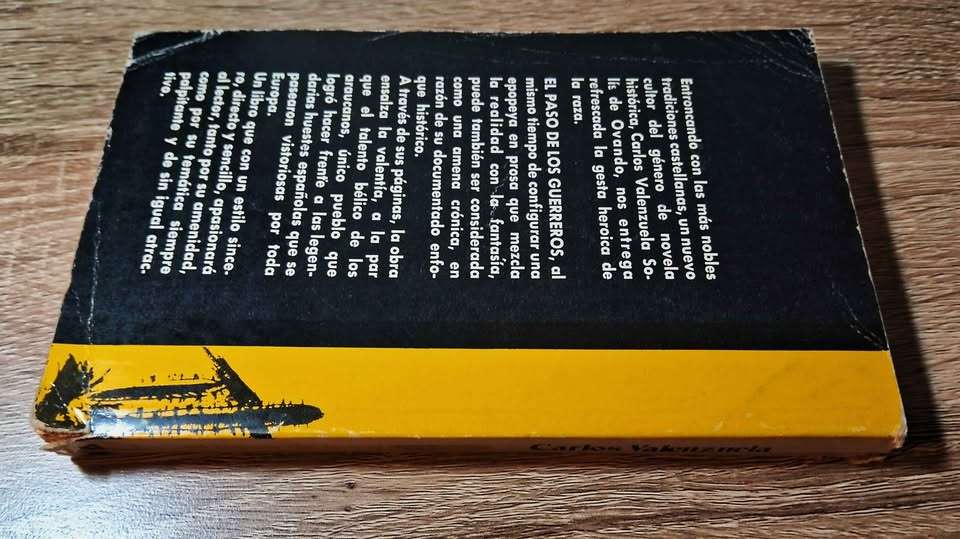 Entroncando con las más nobles
tradiciones castellanas, un nuevo
cultor del género de novela
histórica, Carlos Valenzuela So-
lís de Ovando, nos entrega
refrescada la gesta heroica de
la raza.
EL PASO DE LOS GUERREROS, al
mismo tiempo de configurar una
epopeya en prosa que mezcla
la realidad con la fantasía,
puede también ser considerada
como una amena crónica, en
razón de su documentado enfo-
que histórico.
A través de sus páginas, la obra
ensalza la valentía, a la par
que el talento bélico de los
araucanos, único pueblo que
logró hacer frente a las legen-
darias huestes españolas que se
pasearon vistoriosas por toda
Europa.
Un libro que con un estilo since-
ro, directo y sencillo, apasionará
al lector, tanto por su amenidad,
como por su temática siempre
palpitante y de sin igual atrac-
tivo.
Carlos Valenzuela